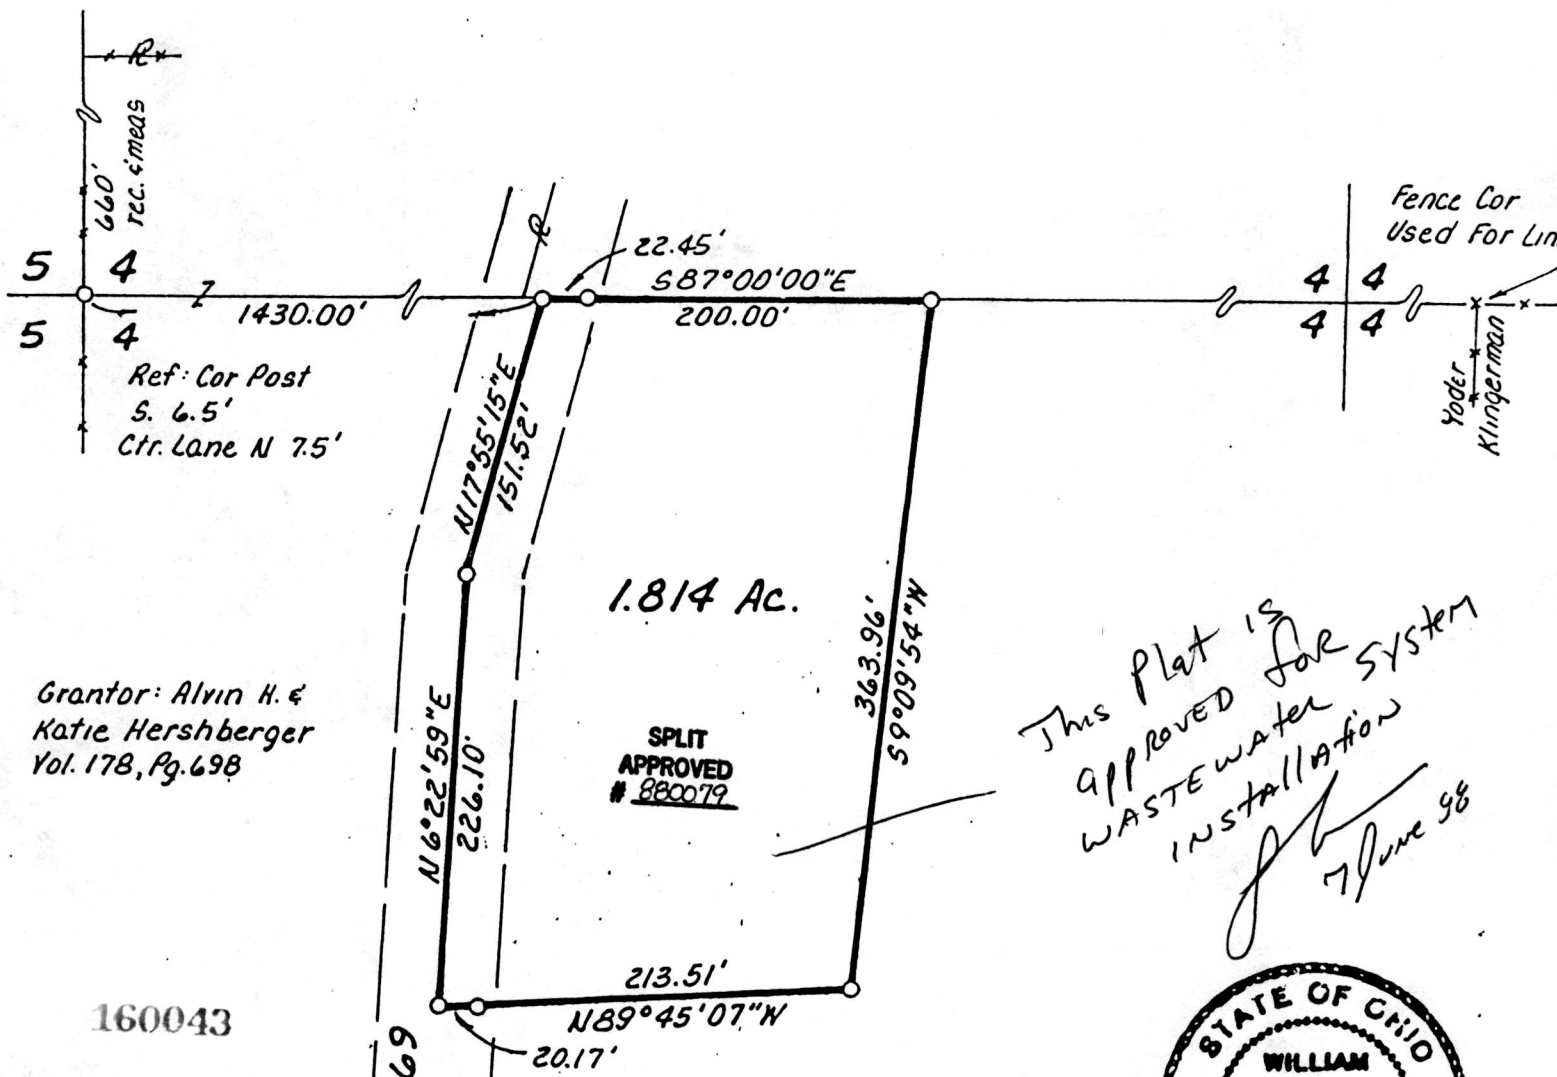 660'
rec. & meas
5 4
5 4
1430.00'
Ref: Cor Post
S. 6.5'
Ctr. Lane N 7.5'
22.45'
S87°00'00"E
200.00'
Fence Cor
Used For Lin
4 4
4 4
Yoder
Klingerman
N17°55'15"E
151.52'
1.814 Ac.
363.96'
S9°09'54"W
Grantor: Alvin H. &
Katie Hershberger
Vol. 178, Pg. 698
N6°22'59"E
226.10'
SPLIT
APPROVED
# 880079
This Plat is
approved for
wastewater system
installation
7 June 98
213.51'
N89°45'07"W
20.17'
69
160043
STATE OF OHIO
WILLIAM